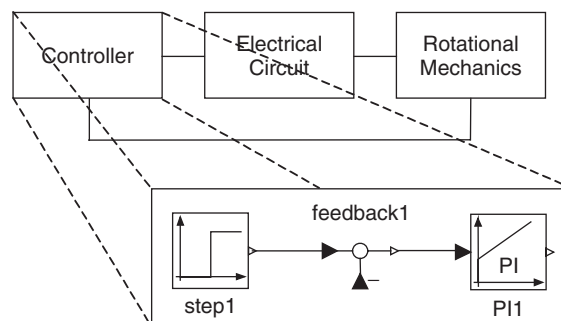 Controller
Electrical
Circuit
Rotational
Mechanics
feedback1
PI
–
step1
PI1